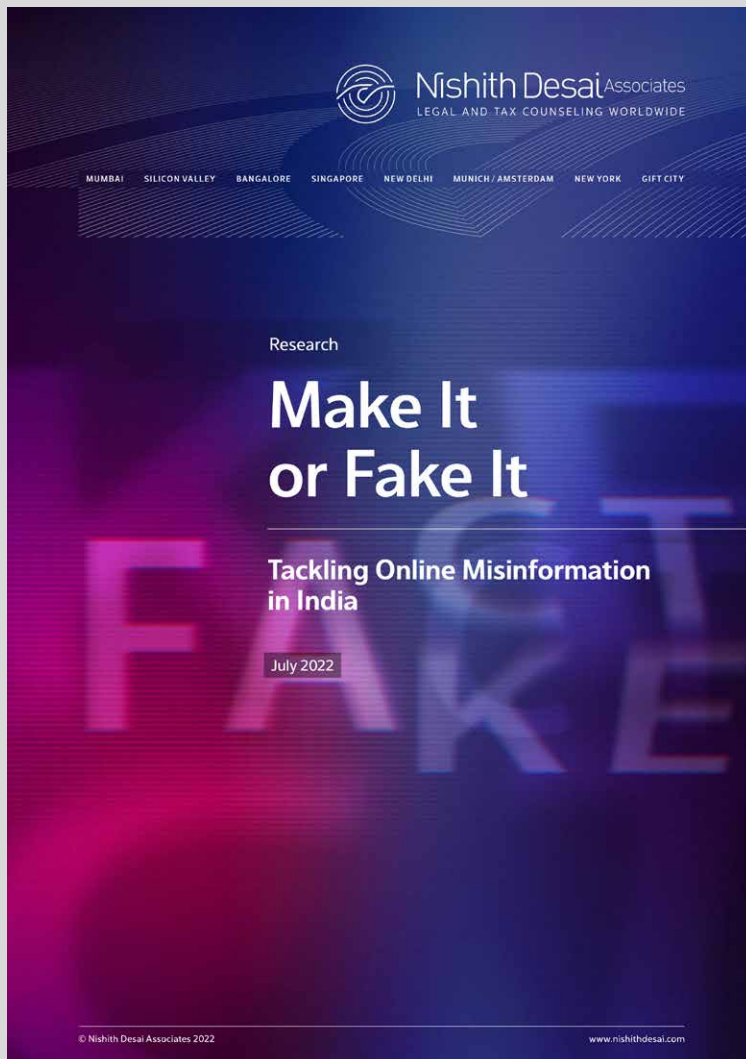 Nishith Desai Associates
LEGAL AND TAX COUNSELING WORLDWIDE
MUMBAI SILICON VALLEY BANGALORE SINGAPORE NEW DELHI MUNICH / AMSTERDAM NEW YORK GIFT CITY
Research
Make It
or Fake It
Tackling Online Misinformation
in India
July 2022
FACT
KE
© Nishith Desai Associates 2022
www.nishithdesai.com